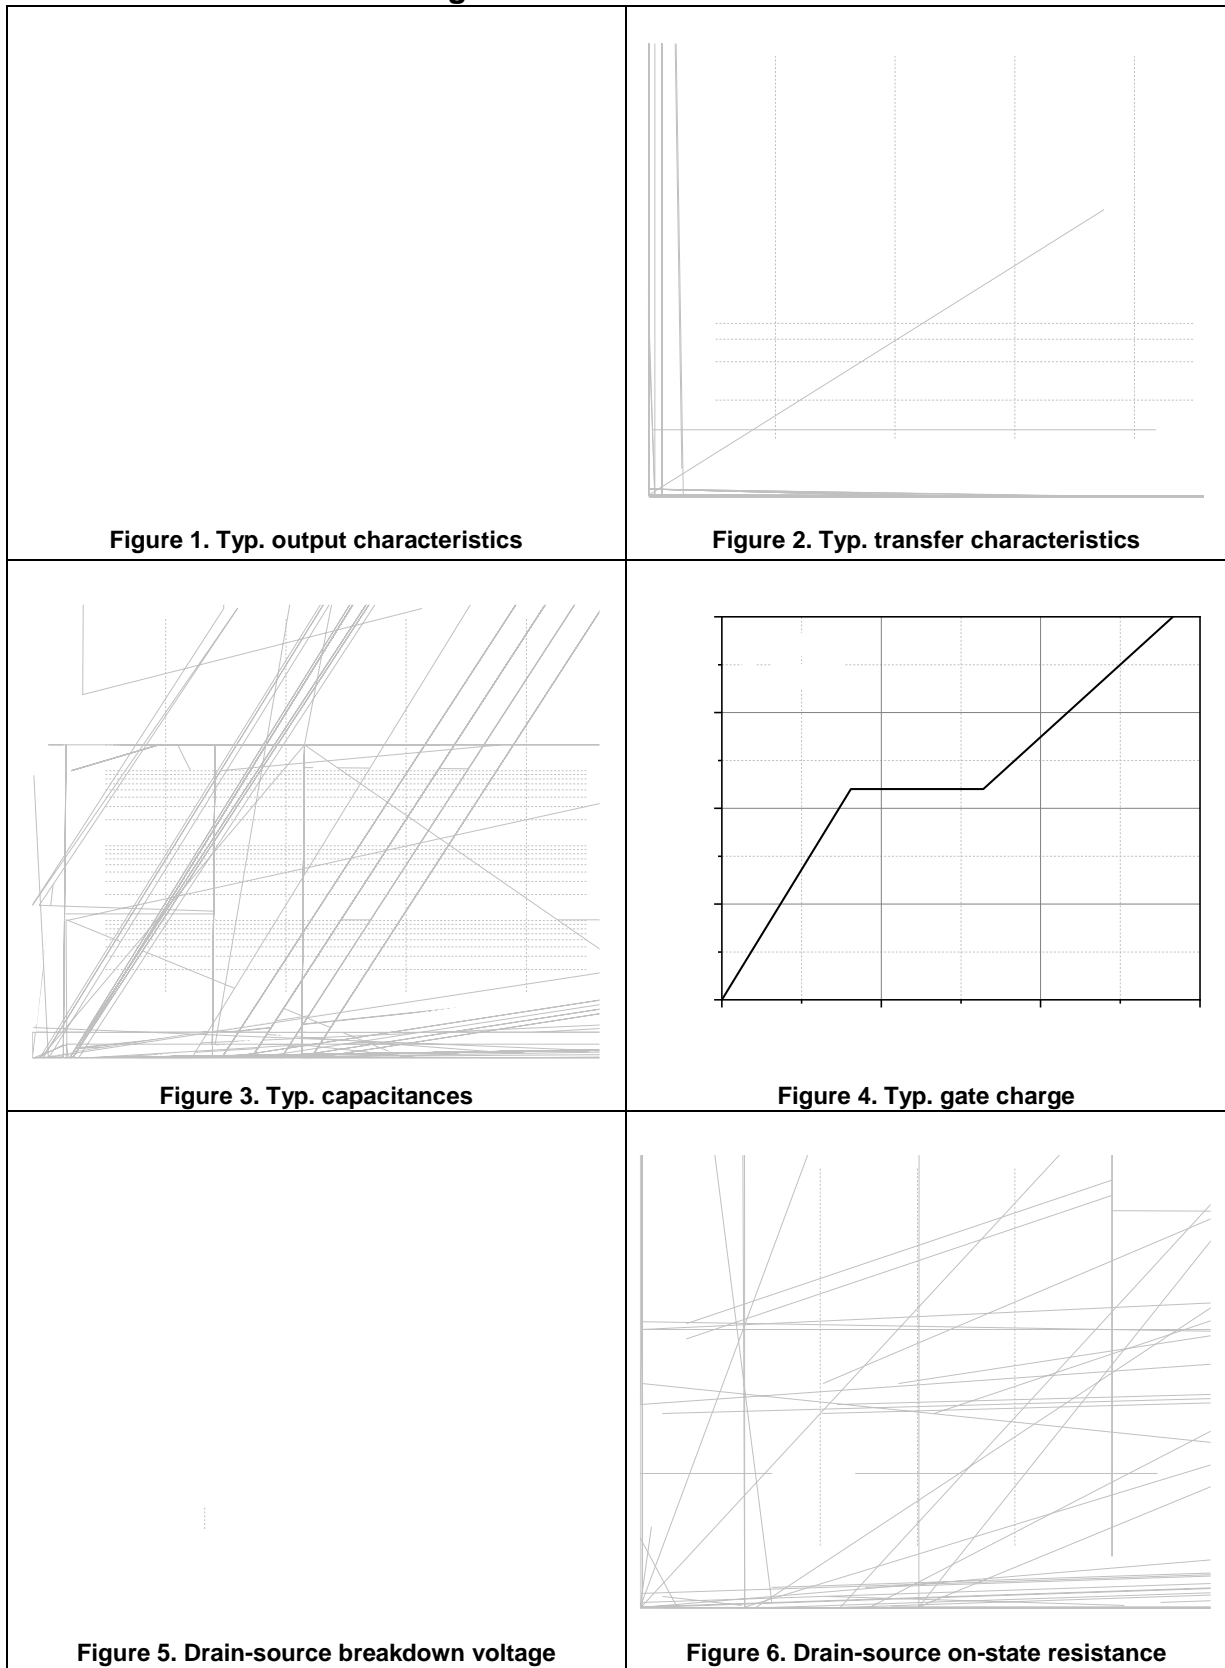 Figure 1. Typ. output characteristics
Figure 2. Typ. transfer characteristics
Figure 3. Typ. capacitances
Figure 4. Typ. gate charge
Figure 5. Drain-source breakdown voltage
Figure 6. Drain-source on-state resistance